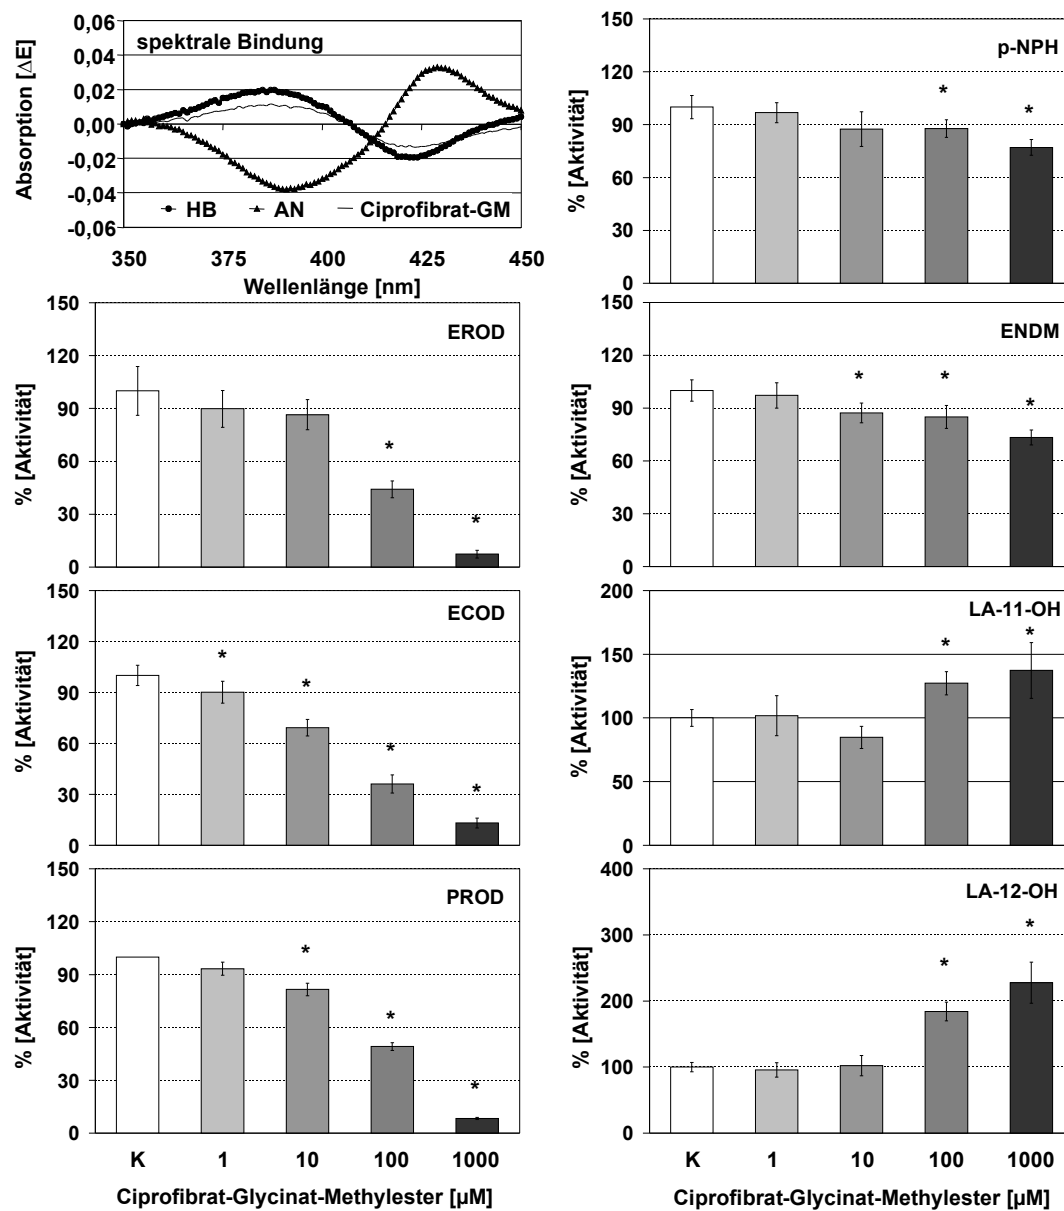 spektrale Bindung
Absorption [ΔE]
0,06
0,04
0,02
0,00
-0,02
-0,04
-0,06
HB AN Ciprofibrat-GM
350 375 400 425 450
Wellenlänge [nm]
p-NPH
% [Aktivität]
150
120
90
60
30
0
* *
EROD
% [Aktivität]
150
120
90
60
30
0
* *
ENDM
% [Aktivität]
150
120
90
60
30
0
* * *
ECOD
% [Aktivität]
150
120
90
60
30
0
* * * *
LA-11-OH
% [Aktivität]
200
150
100
50
0
* *
PROD
% [Aktivität]
150
120
90
60
30
0
* * *
K 1 10 100 1000
Ciprofibrat-Glycinat-Methylester [µM]
LA-12-OH
% [Aktivität]
400
300
200
100
0
* *
K 1 10 100 1000
Ciprofibrat-Glycinat-Methylester [µM]